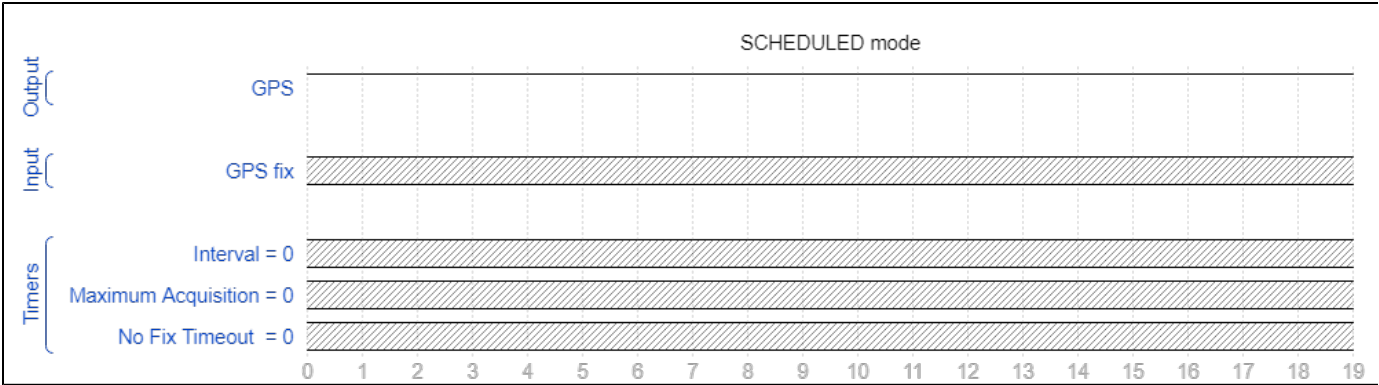 SCHEDULED mode
Output
GPS
Input
GPS fix
Timers
Interval = 0
Maximum Acquisition = 0
No Fix Timeout = 0
0 1 2 3 4 5 6 7 8 9 10 11 12 13 14 15 16 17 18 19